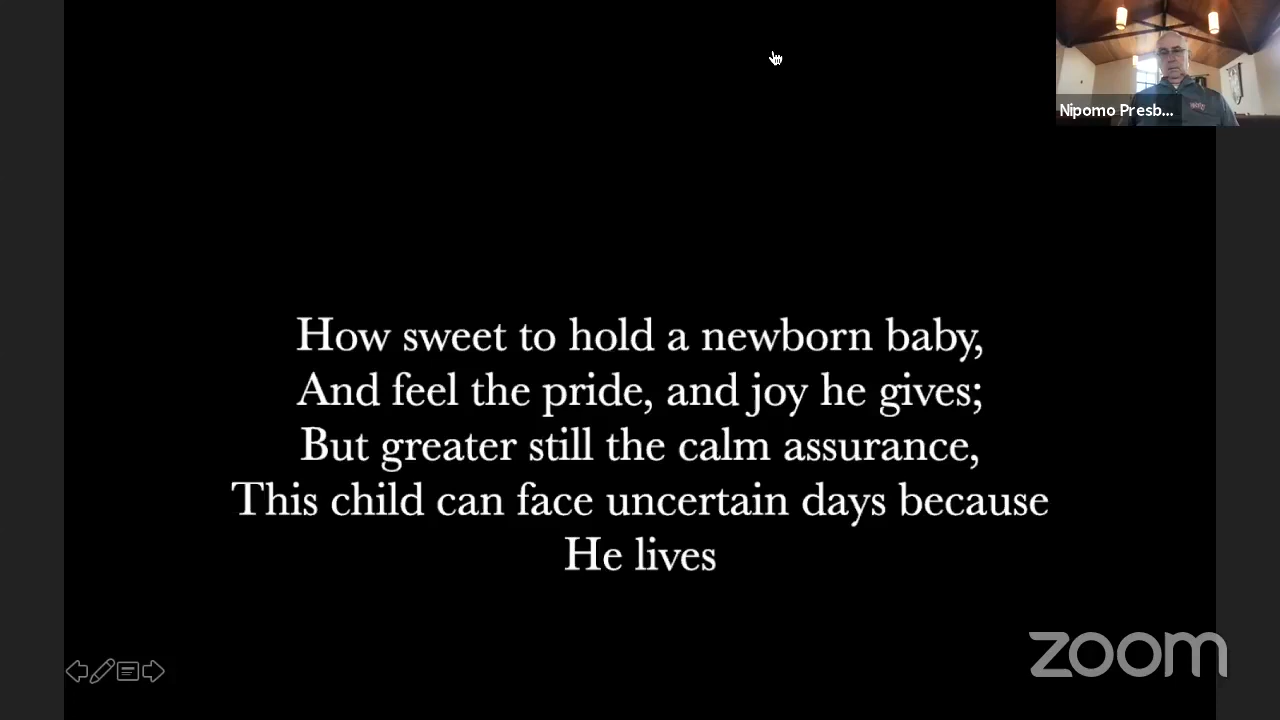 Nipomo Presb...
How sweet to hold a newborn baby,
And feel the pride, and joy he gives;
But greater still the calm assurance,
This child can face uncertain days because
He lives
zoom